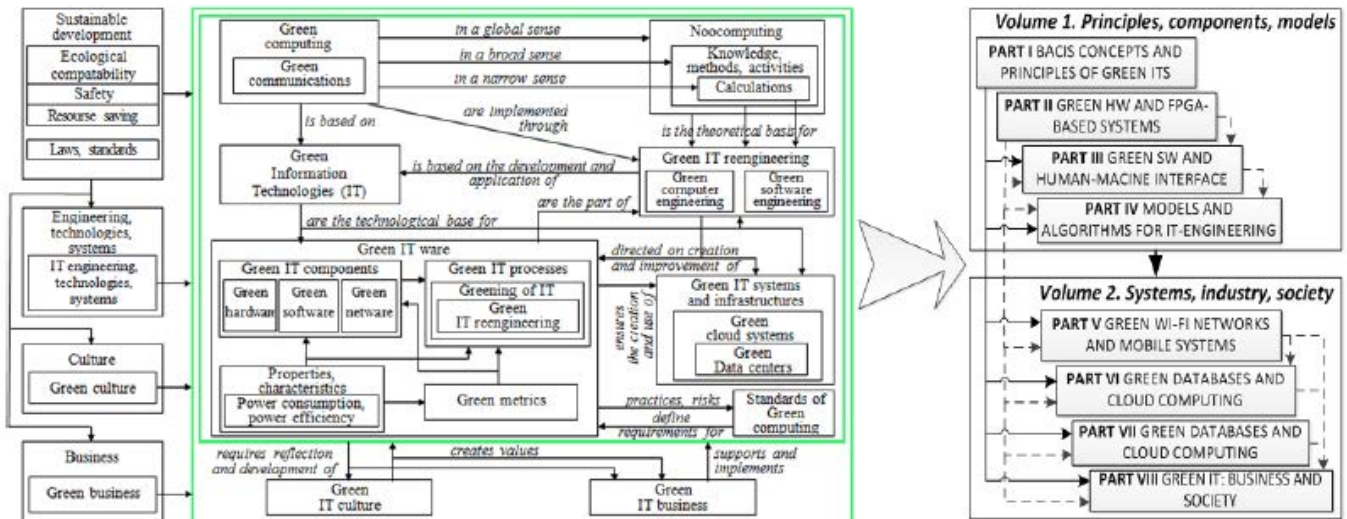 Sustainable
development
Ecological
compatability
Safety
Resourse saving
Laws, standards
Engineering,
technologies,
systems
IT engineering,
technologies,
systems
Culture
Green culture
Business
Green business
Green
computing
Green
communications
in a global sense
in a broad sense
in a narrow sense
Noocomputing
Knowledge,
methods, activities
Calculations
is based on
are implemented
through
is the theoretical basis for
Green
Information
Technologies (IT)
is based on the development and
application of
Green IT reengineering
Green
computer
engineering
Green
software
engineering
are the technological base for
are the part of
Green IT ware
Green IT components
Green
hardware
Green
software
Green
netware
Green IT processes
Greening of IT
Green
IT reengineering
directed on creation
and improvement of
ensures
the creation
and use of
Green IT systems
and infrastructures
Green
cloud systems
Green
Data centers
Properties,
characteristics
Power consumption,
power efficiency
Green metrics
practices, risks
define
requirements for
Standards of
Green
computing
requires reflection
and development of
creates values
supports and
implements
Green
IT culture
Green
IT business
Volume 1. Principles, components, models
PART I BACIS CONCEPTS AND
PRINCIPLES OF GREEN ITS
PART II GREEN HW AND FPGA-
BASED SYSTEMS
PART III GREEN SW AND
HUMAN-MACINE INTERFACE
PART IV MODELS AND
ALGORITHMS FOR IT-ENGINEERING
Volume 2. Systems, industry, society
PART V GREEN WI-FI NETWORKS
AND MOBILE SYSTEMS
PART VI GREEN DATABASES AND
CLOUD COMPUTING
PART VII GREEN DATABASES AND
CLOUD COMPUTING
PART VIII GREEN IT: BUSINESS AND
SOCIETY